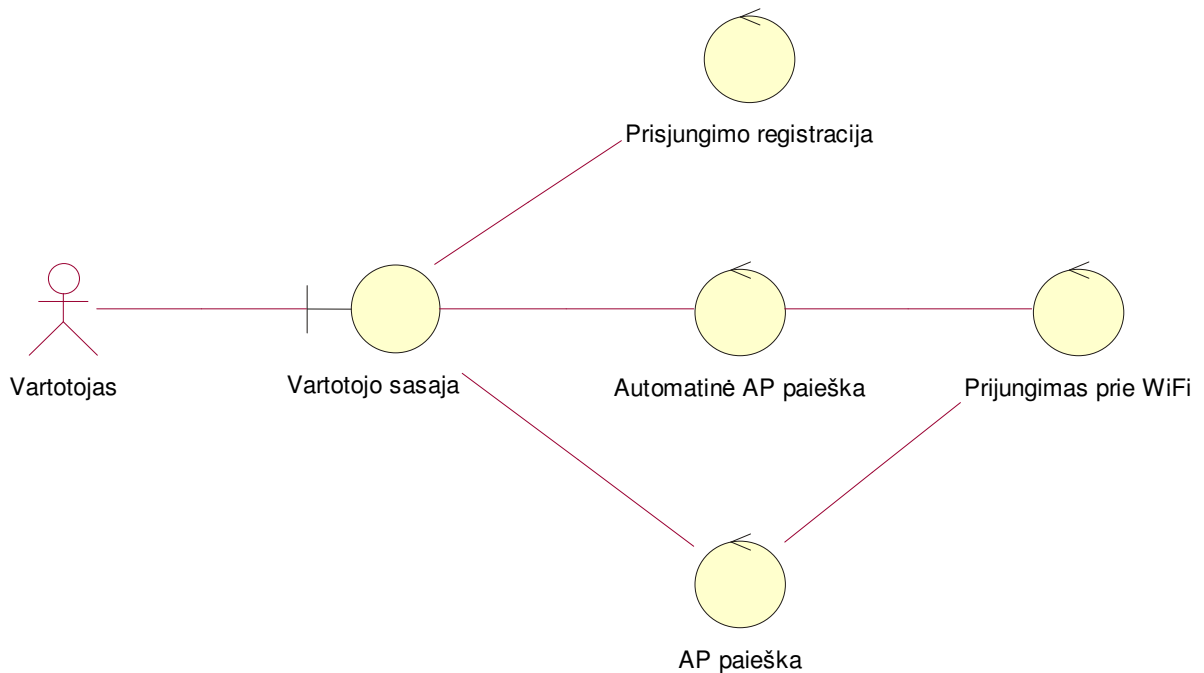 Prisjungimo registracija
Vartotojas
Vartotojo sasaja
Automatinė AP paieška
Prijungimas prie WiFi
AP paieška